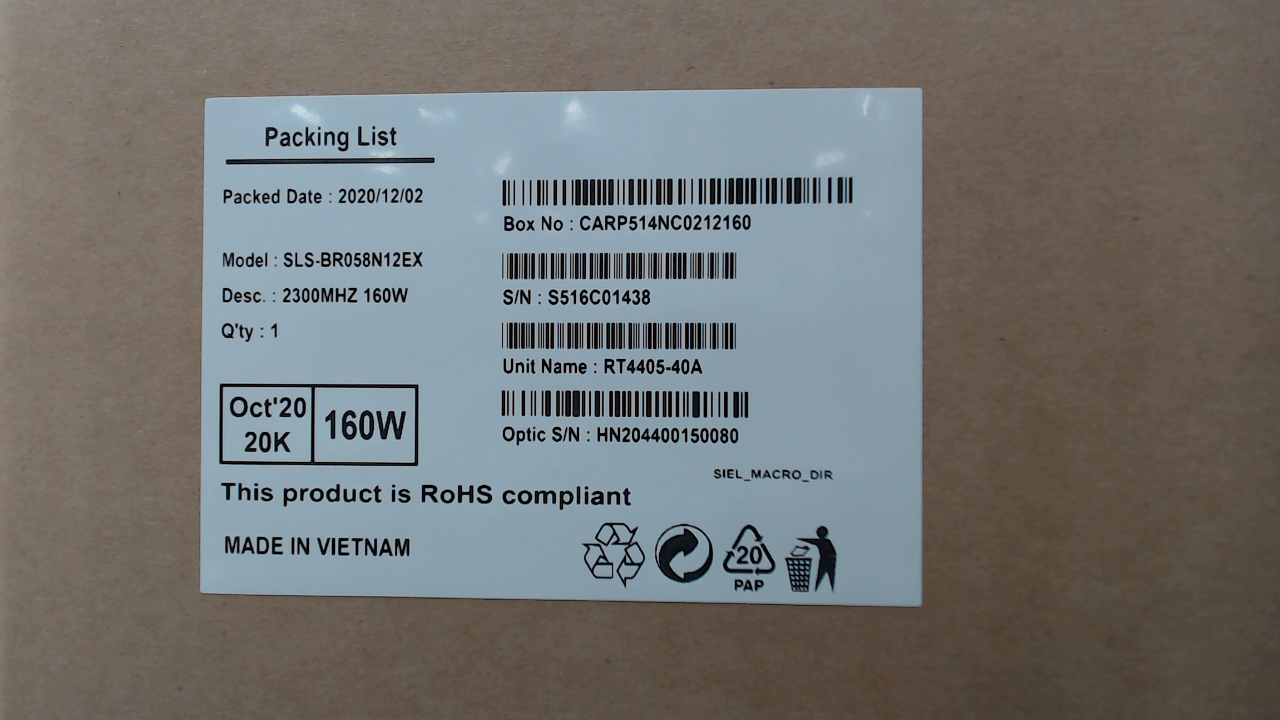 Packing List
Packed Date : 2020/12/02
Model : SLS-BR058N12EX
Desc. : 2300MHZ 160W
Q'ty : 1
Oct'20
20K
160W
Box No : CARP514NC0212160
S/N : S516C01438
Unit Name : RT4405-40A
Optic S/N : HN204400150080
SIEL_MACRO_DIR
This product is RoHS compliant
MADE IN VIETNAM
20
PAP